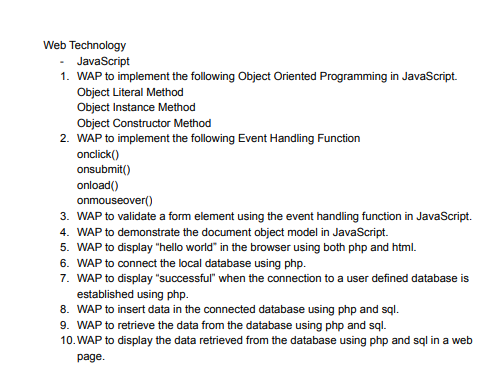 Web Technology
- JavaScript
1. WAP to implement the following Object Oriented Programming in JavaScript.
Object Literal Method
Object Instance Method
Object Constructor Method
2. WAP to implement the following Event Handling Function
onclick()
onsubmit()
onload()
onmouseover()
3. WAP to validate a form element using the event handling function in JavaScript.
4. WAP to demonstrate the document object model in JavaScript.
5. WAP to display “hello world” in the browser using both php and html.
6. WAP to connect the local database using php.
7. WAP to display “successful” when the connection to a user defined database is
established using php.
8. WAP to insert data in the connected database using php and sql.
9. WAP to retrieve the data from the database using php and sql.
10. WAP to display the data retrieved from the database using php and sql in a web
page.